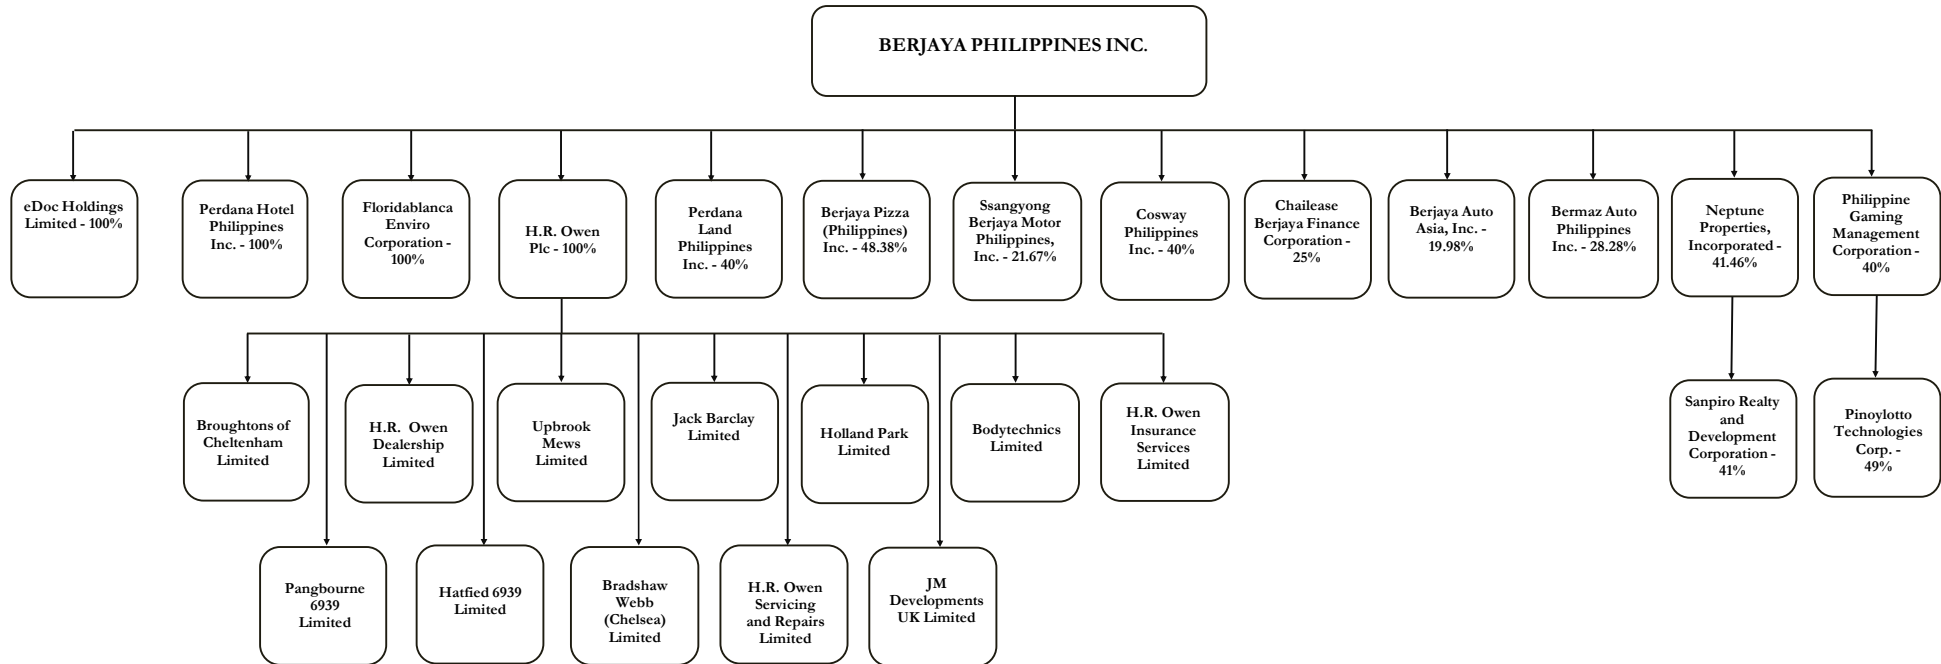 BERJAYA PHILIPPINES INC.
eDoc Holdings
Limited - 100%
Perdana Hotel
Philippines
Inc. - 100%
Floridablanca
Enviro
Corporation -
100%
H.R. Owen
Plc - 100%
Perdana
Land
Philippines
Inc. - 40%
Berjaya Pizza
(Philippines)
Inc. - 48.38%
Ssangyong
Berjaya Motor
Philippines,
Inc. - 21.67%
Cosway
Philippines
Inc. - 40%
Chailease
Berjaya Finance
Corporation -
25%
Berjaya Auto
Asia, Inc. -
19.98%
Bermaz Auto
Philippines
Inc. - 28.28%
Neptune
Properties,
Incorporated -
41.46%
Philippine
Gaming
Management
Corporation -
40%
Broughtons of
Cheltenham
Limited
H.R. Owen
Dealership
Limited
Upbrook
Mews
Limited
Jack Barclay
Limited
Holland Park
Limited
Bodytechnics
Limited
H.R. Owen
Insurance
Services
Limited
Sanpiro Realty
and
Development
Corporation -
41%
Pinoylotto
Technologies
Corp. -
49%
Pangbourne
6939
Limited
Hatfied 6939
Limited
Bradshaw
Webb
(Chelsea)
Limited
H.R. Owen
Servicing
and Repairs
Limited
JM
Developments
UK Limited